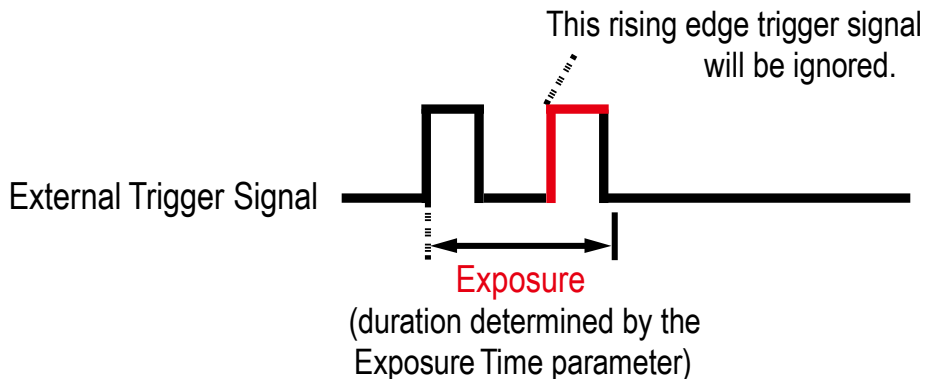 This rising edge trigger signal
will be ignored.
External Trigger Signal
Exposure
(duration determined by the
Exposure Time parameter)